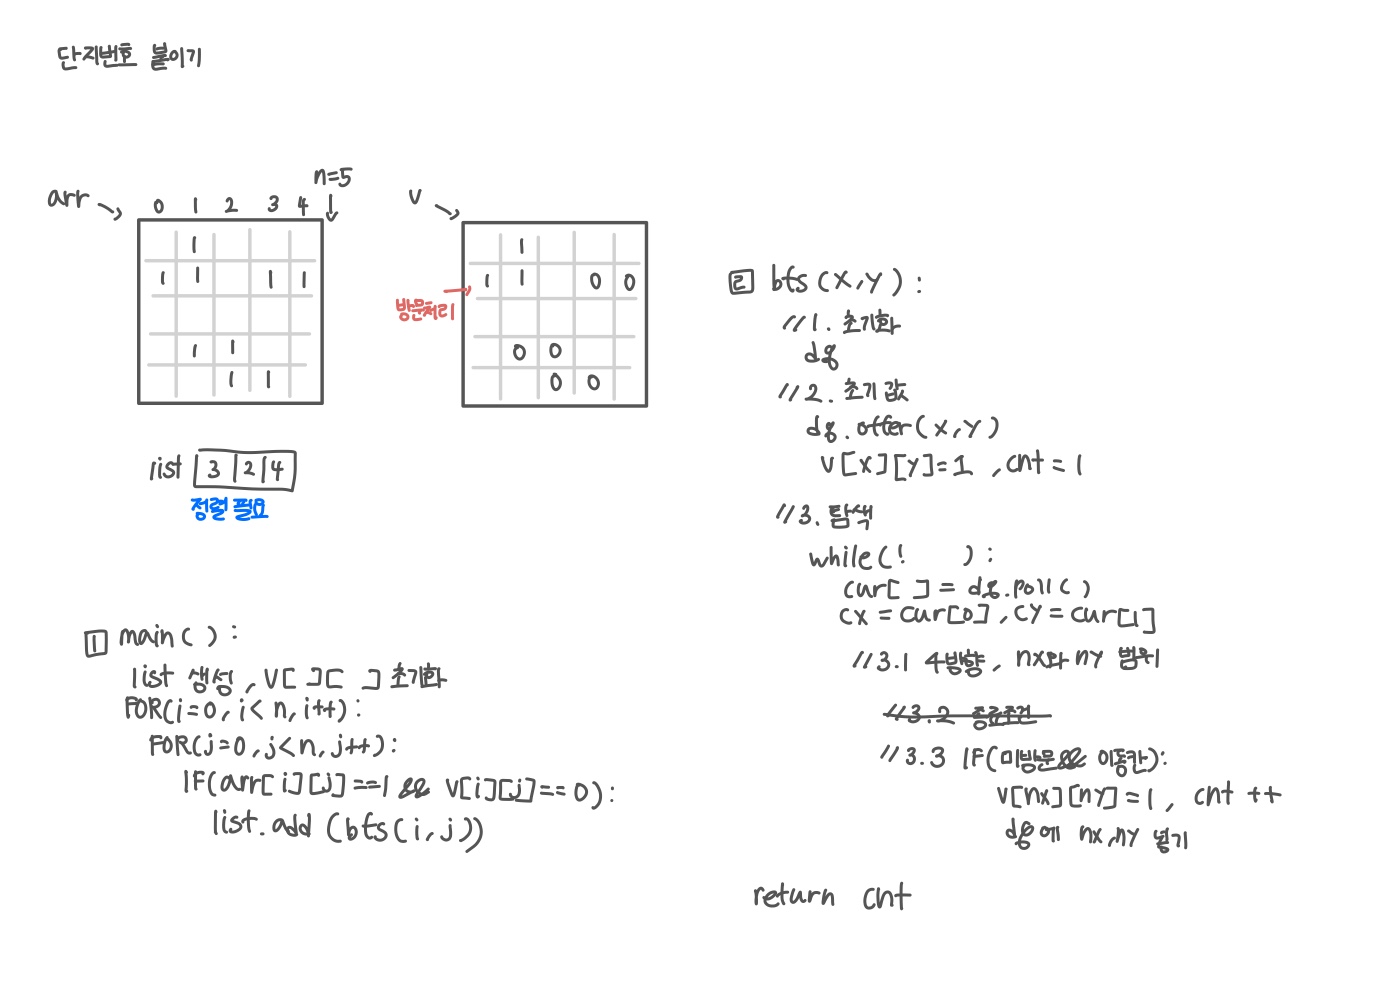 단지번호 붙이기
n=5
arr
0 1 2 3 4
1
1 1 1 1
1 1
1 1
v
1
1 1 0 0
방문처리
0 0
0 0
list 3 2 4
정렬 필요
1 main( ) :
list 생성, v[ ][ ] 초기화
FOR(i=0, i<n, i++) :
FOR(j=0, j<n, j++) :
IF(arr[i][j]==1 && v[i][j]==0) :
list.add (bfs(i,j))
2 bfs(x,y) :
//1. 초기화
dq
//2. 초기값
dq.offer(x,y)
v[x][y]=1, cnt=1
//3. 탐색
while(! ) :
cur[ ] = dq.poll()
cx = cur[0], cy = cur[1]
//3.1 4방향, nx와 ny 범위
//3.2 종료조건
//3.3 IF(미방문 && 이동칸):
v[nx][ny]=1, cnt ++
dq에 nx,ny 넣기
return cnt